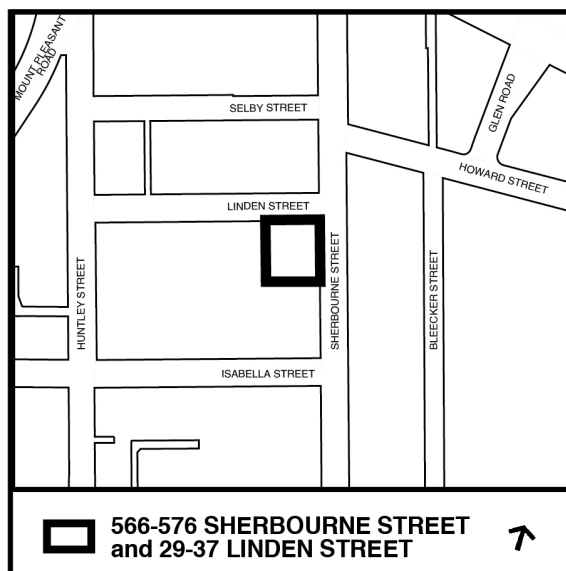 MOUNT PLEASANT
ROAD
SELBY STREET
GLEN ROAD
HOWARD STREET
LINDEN STREET
HUNTLEY STREET
SHERBOURNE STREET
BLEECKER STREET
ISABELLA STREET
566-576 SHERBOURNE STREET
and 29-37 LINDEN STREET